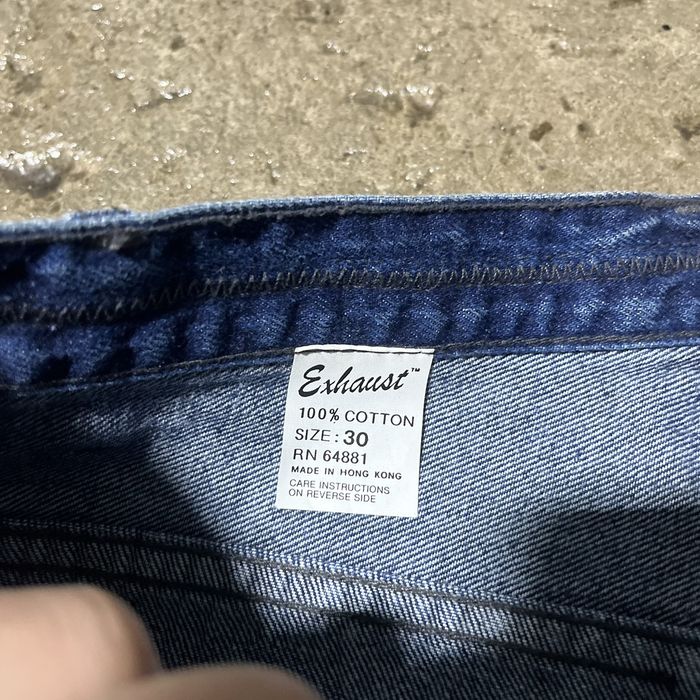 Exhaust™
100% COTTON
SIZE: 30
RN 64881
MADE IN HONG KONG
CARE INSTRUCTIONS
ON REVERSE SIDE